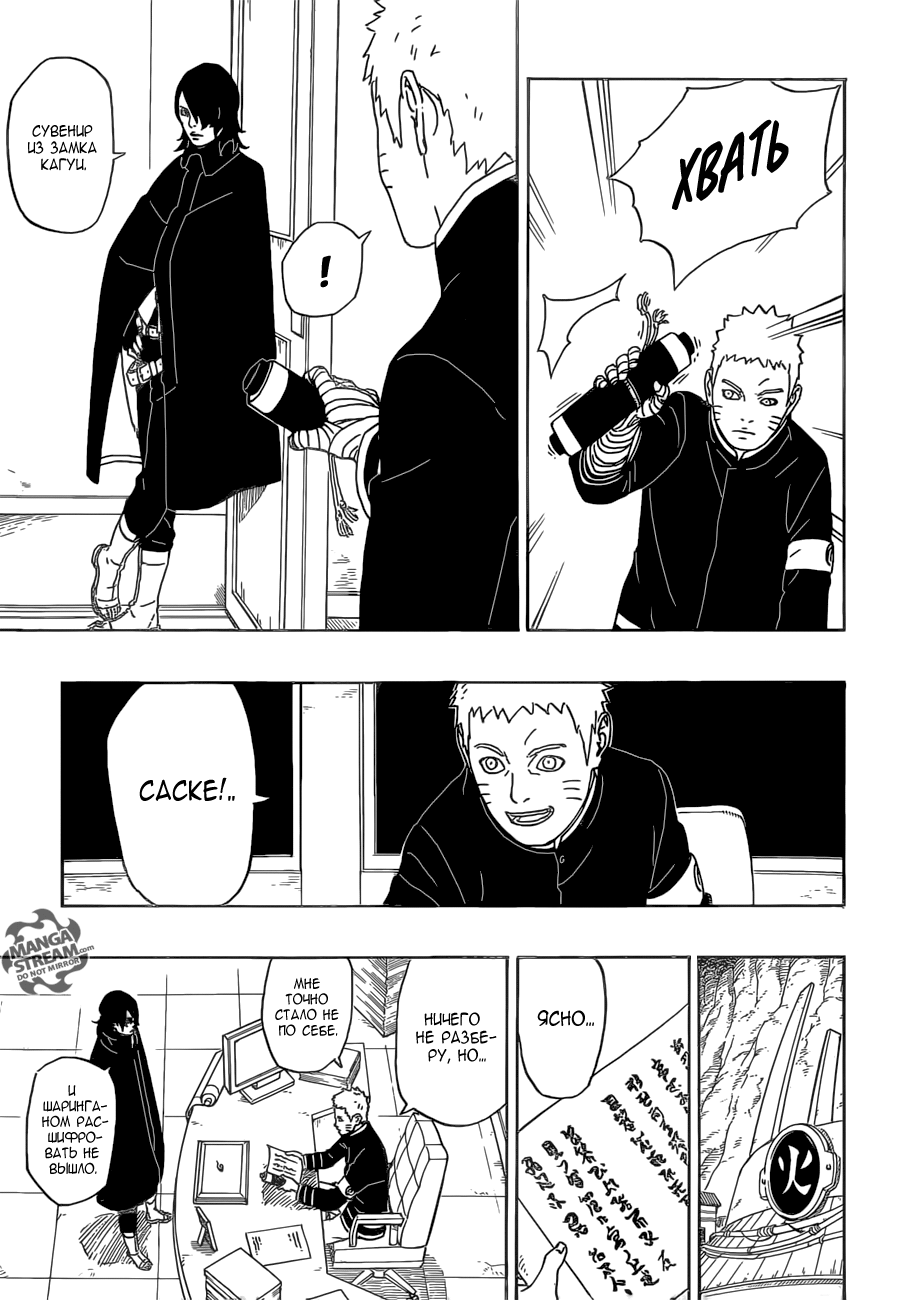 ХВАТЬ
!
СУВЕНИР
ИЗ ЗАМКА
КАГУИ.
САСКЕ!..
火
ЯСНО...
НИЧЕГО
НЕ РАЗБЕ-
РУ, НО...
МНЕ
ТОЧНО
СТАЛО НЕ
ПО СЕБЕ.
И
ШАРИНГА-
НОМ РАС-
ШИФРО-
ВАТЬ НЕ
ВЫШЛО.
MANGA
STREAM.com
DO NOT MIRROR